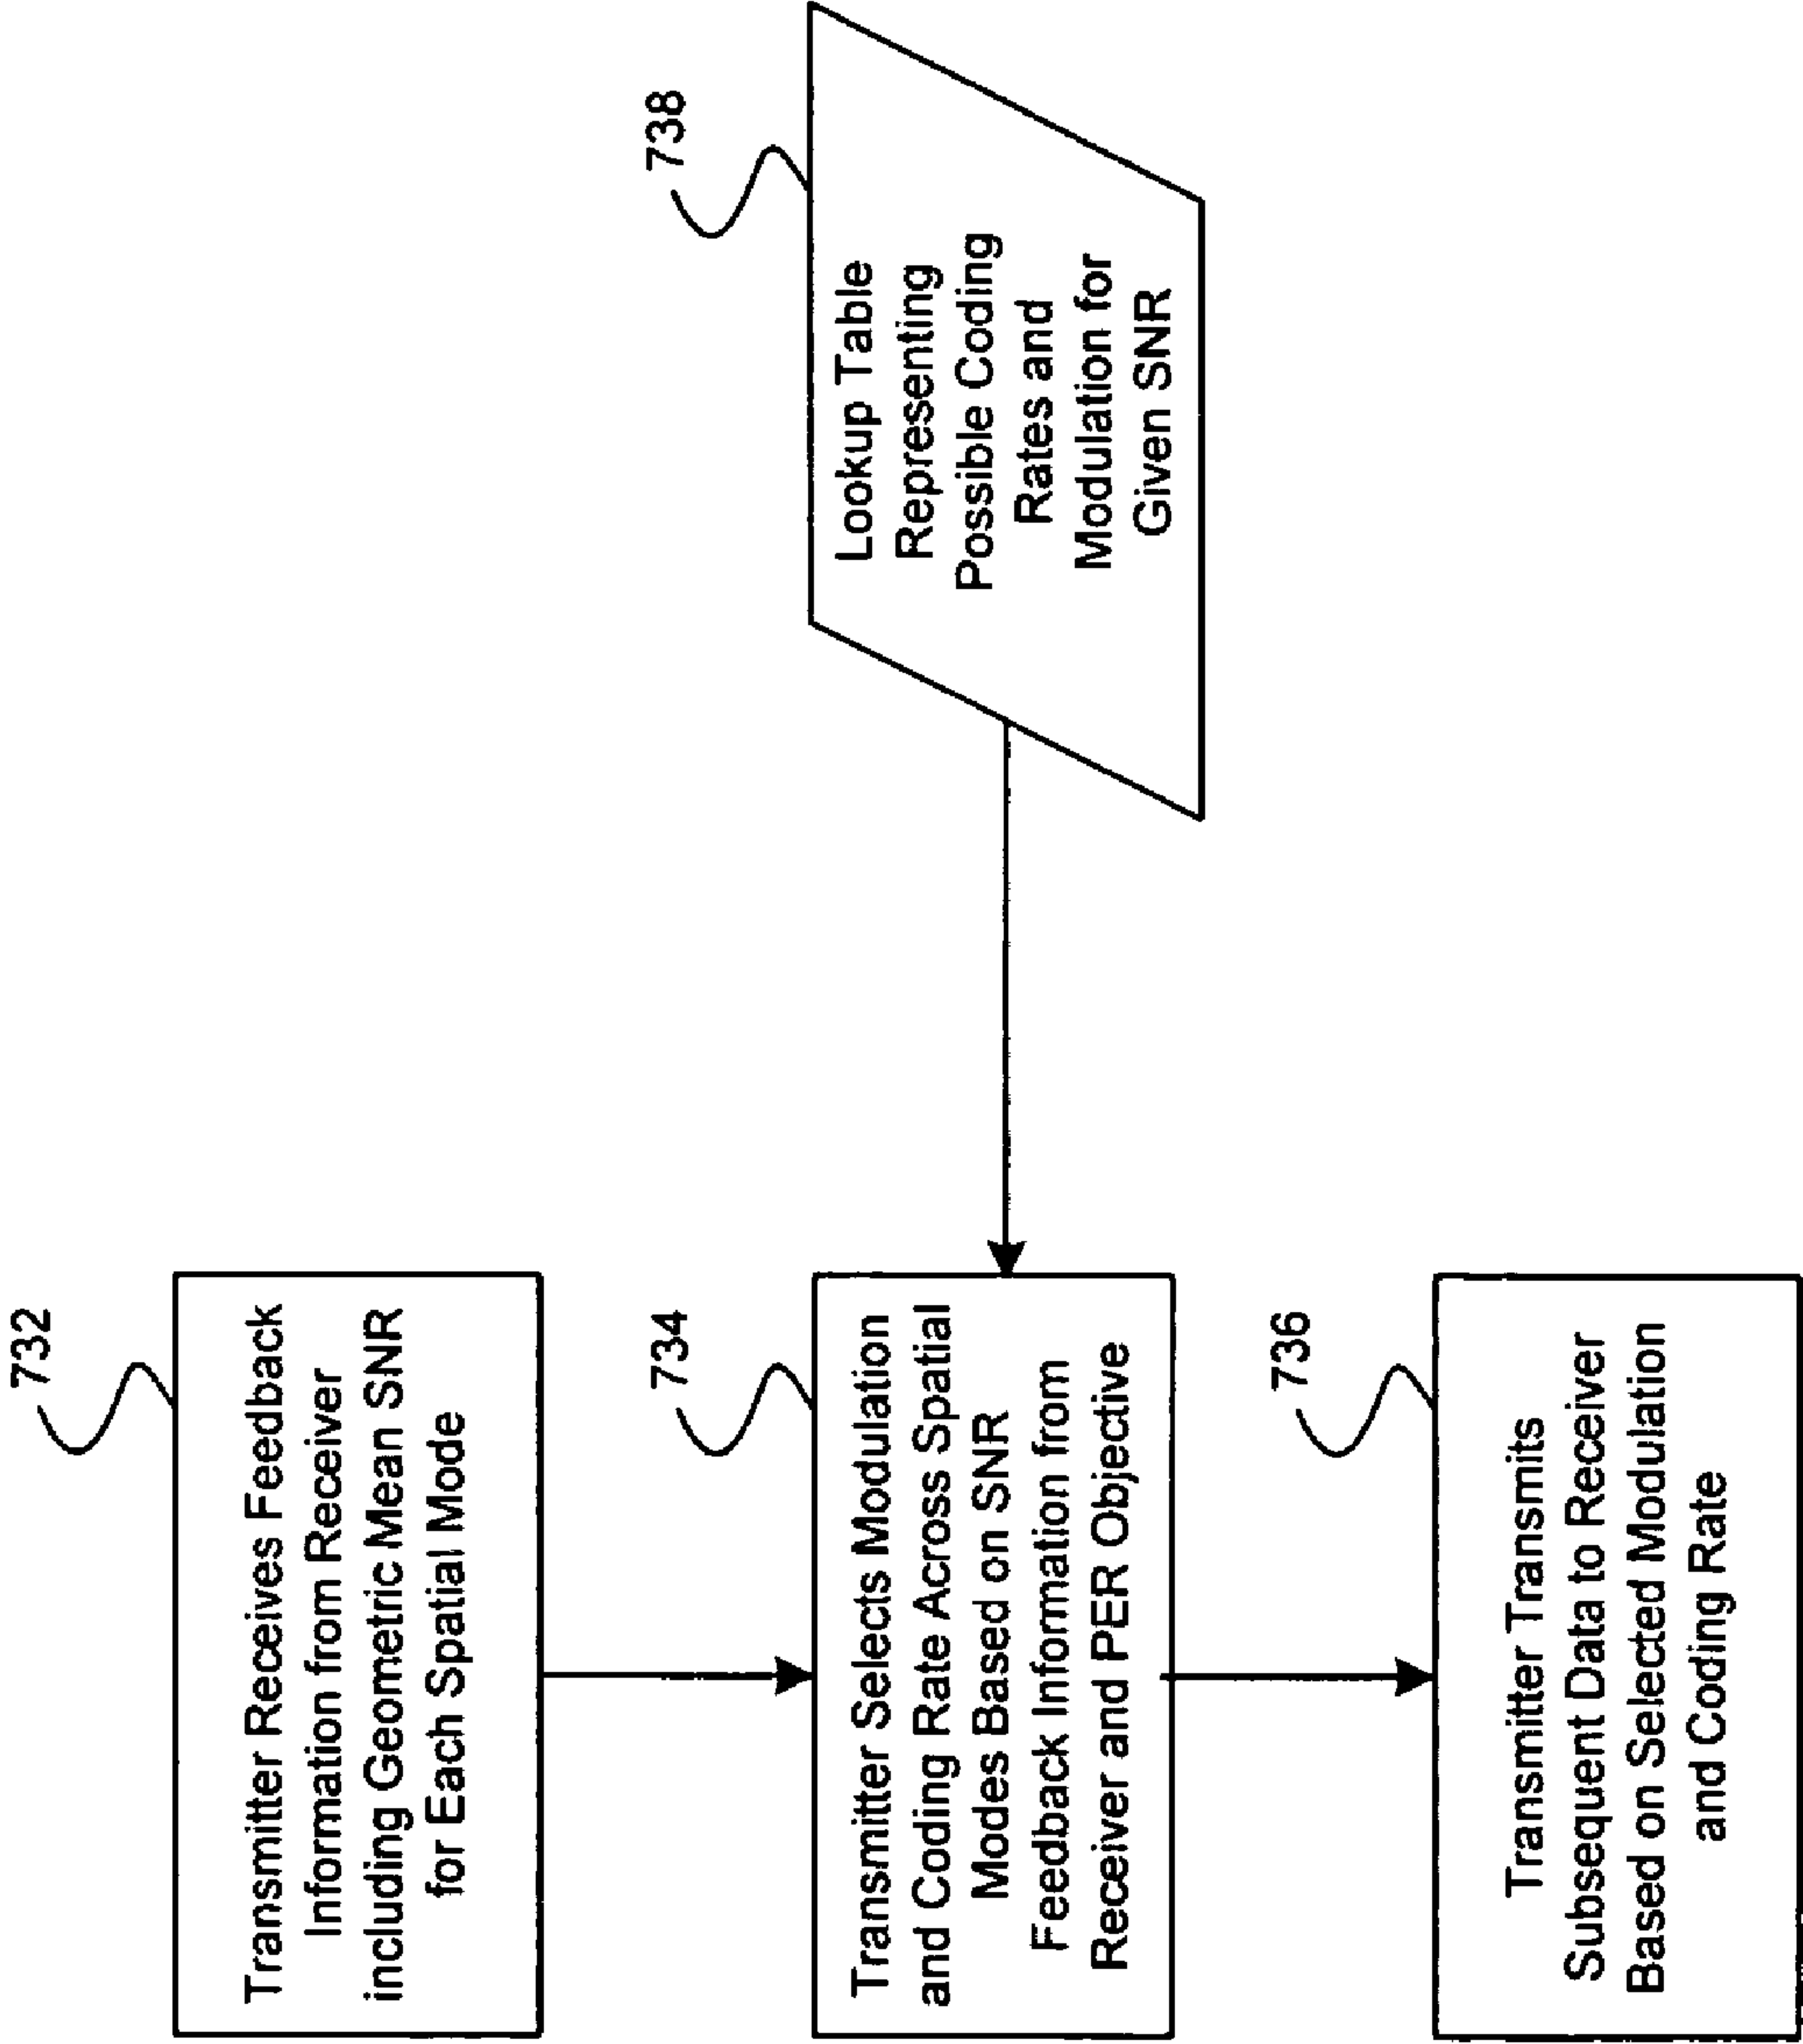 732
Transmitter Receives Feedback
Information from Receiver
including Geometric Mean SNR
for Each Spatial Mode
734
Transmitter Selects Modulation
and Coding Rate Across Spatial
Modes Based on SNR
Feedback Information from
Receiver and PER Objective
738
Lookup Table
Representing
Possible Coding
Rates and
Modulation for
Given SNR
736
Transmitter Transmits
Subsequent Data to Receiver
Based on Selected Modulation
and Coding Rate